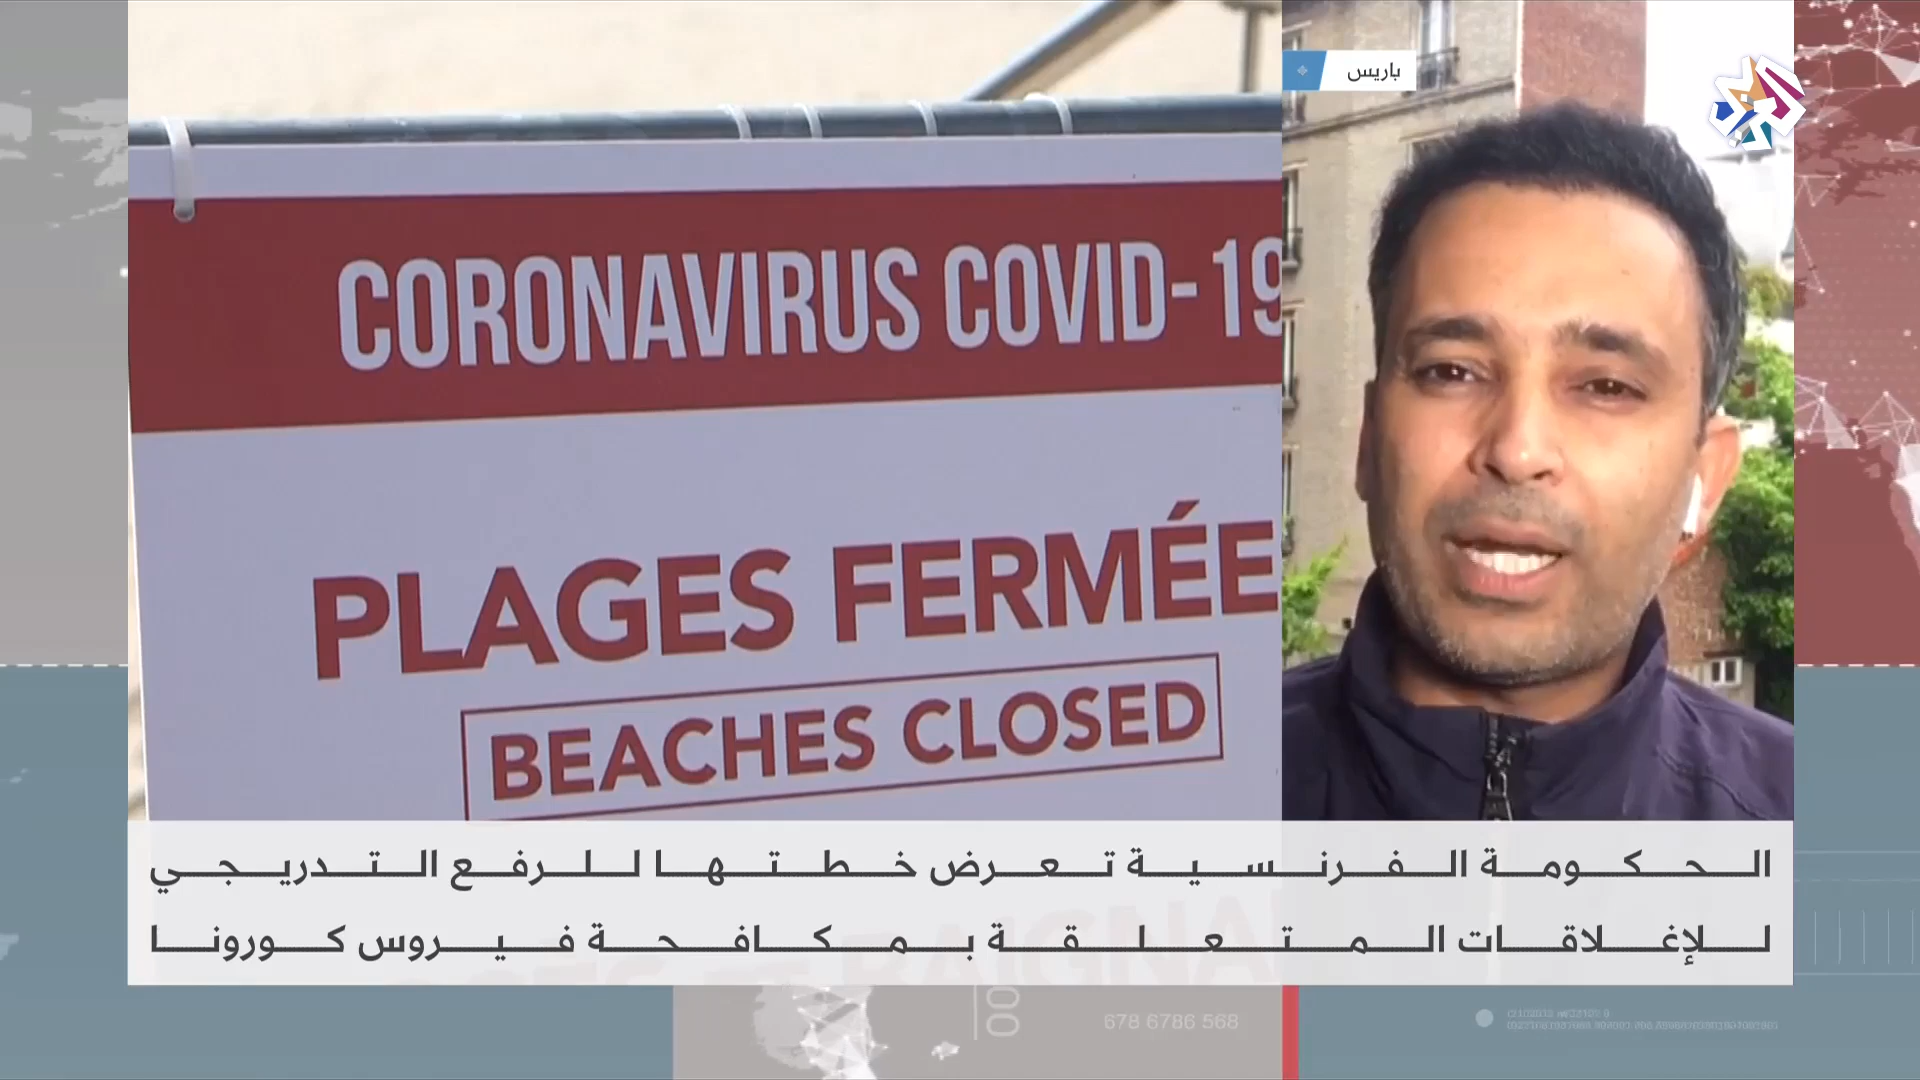 باريس
CORONAVIRUS COVID-19
PLAGES FERMÉE
BEACHES CLOSED
الحكومة الفرنسية تعرض خطتها للرفع التدريجي
للإغلاقات المتعلقة بمكافحة فيروس كورونا
678 6786 568